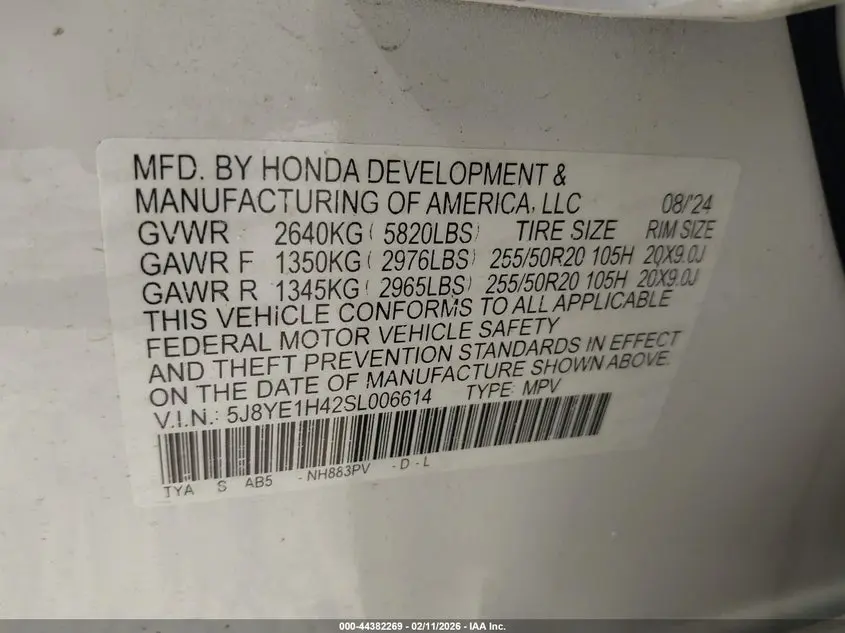 MFD. BY HONDA DEVELOPMENT &
MANUFACTURING OF AMERICA, LLC 08/'24
GVWR 2640KG ( 5820LBS) TIRE SIZE RIM SIZE
GAWR F 1350KG ( 2976LBS) 255/50R20 105H 20X9.0J
GAWR R 1345KG ( 2965LBS) 255/50R20 105H 20X9.0J
THIS VEHICLE CONFORMS TO ALL APPLICABLE
FEDERAL MOTOR VEHICLE SAFETY
AND THEFT PREVENTION STANDARDS IN EFFECT
ON THE DATE OF MANUFACTURE SHOWN ABOVE.
V.I.N.: 5J8YE1H42SL006614 TYPE: MPV
TYA S AB5 - NH883PV - D - L
000-44382269 - 02/11/2026 - IAA Inc.